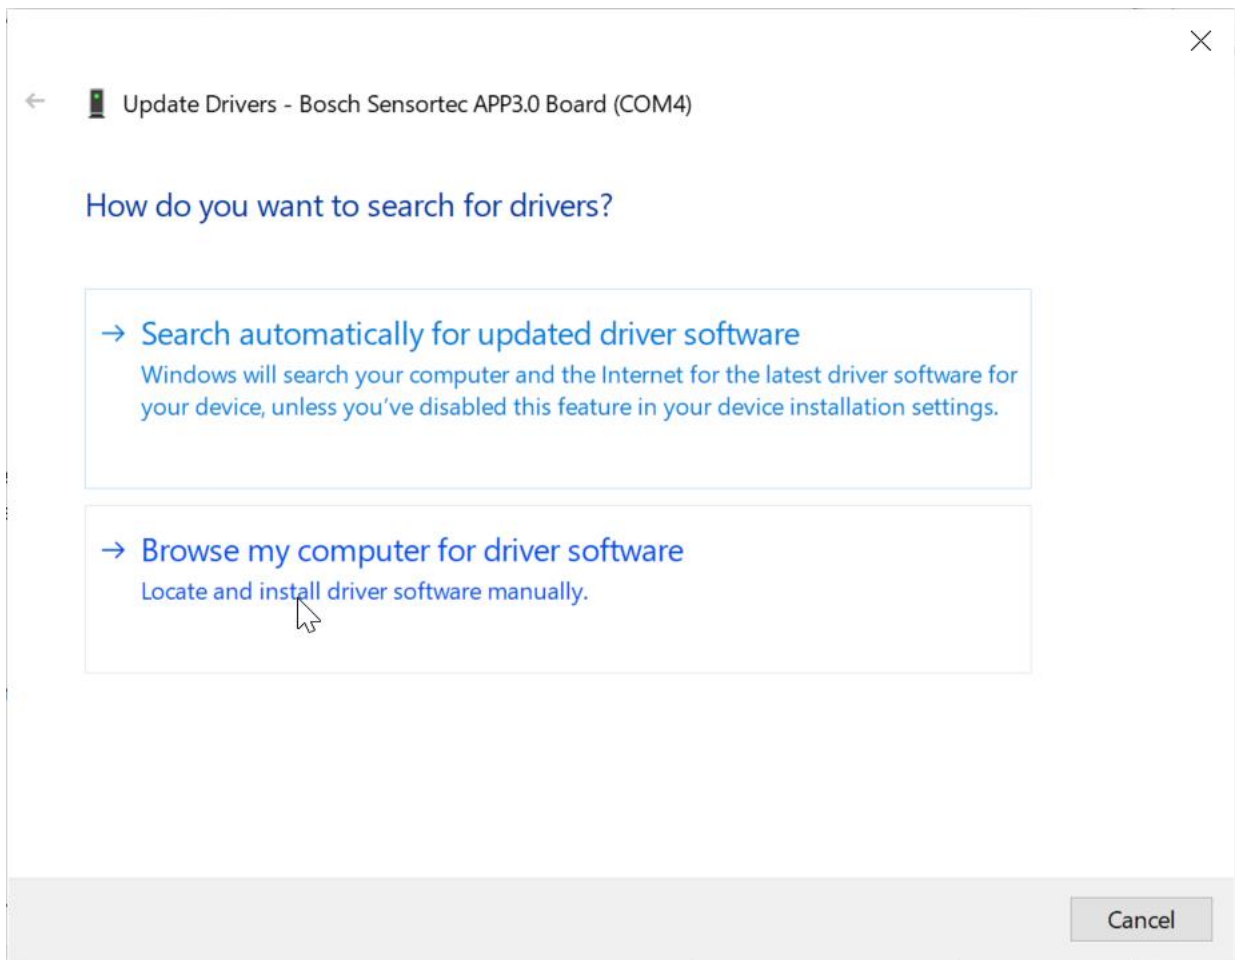 Update Drivers - Bosch Sensortec APP3.0 Board (COM4)
How do you want to search for drivers?
Search automatically for updated driver software
Windows will search your computer and the Internet for the latest driver software for
your device, unless you've disabled this feature in your device installation settings.
Browse my computer for driver software
Locate and install driver software manually.
Cancel